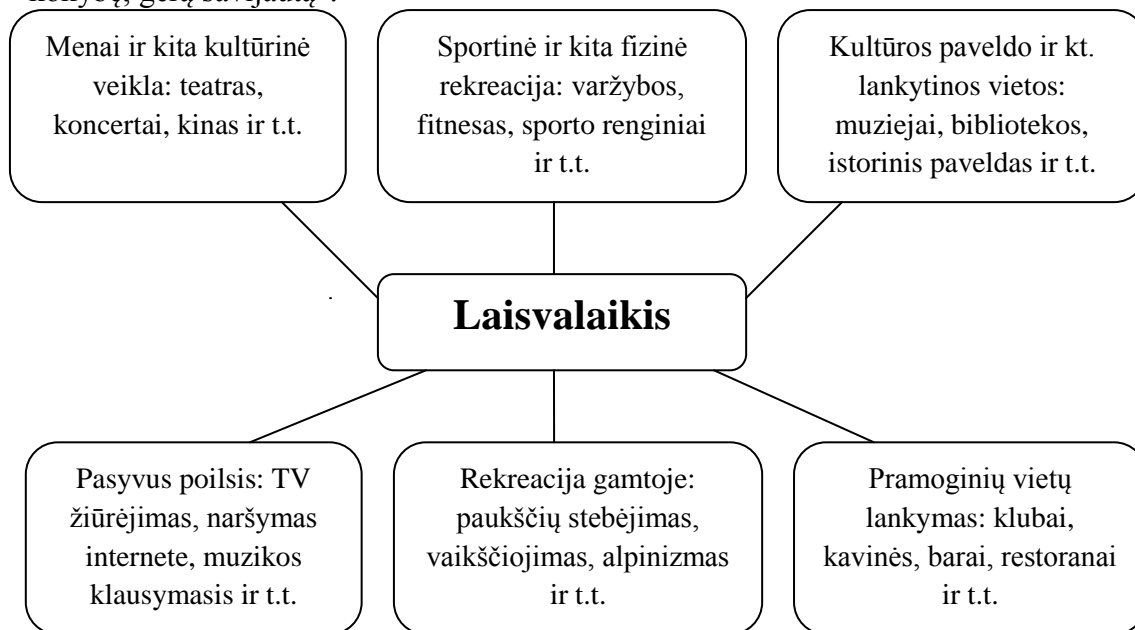 Menai ir kita kultūrinė
veikla: teatras,
koncertai, kinas ir t.t.
Sportinė ir kita fizinė
rekreacija: varžybos,
fitnesas, sporto renginiai
ir t.t.
Kultūros paveldo ir kt.
lankytinos vietos:
muziejai, bibliotekos,
istorinis paveldas ir t.t.
Laisvalaikis
Pasyvus poilsis: TV
žiūrėjimas, naršymas
internete, muzikos
klausymasis ir t.t.
Rekreacija gamtoje:
paukščių stebėjimas,
vaikščiojimas, alpinizmas
ir t.t.
Pramoginių vietų
lankymas: klubai,
kavinės, barai, restoranai
ir t.t.